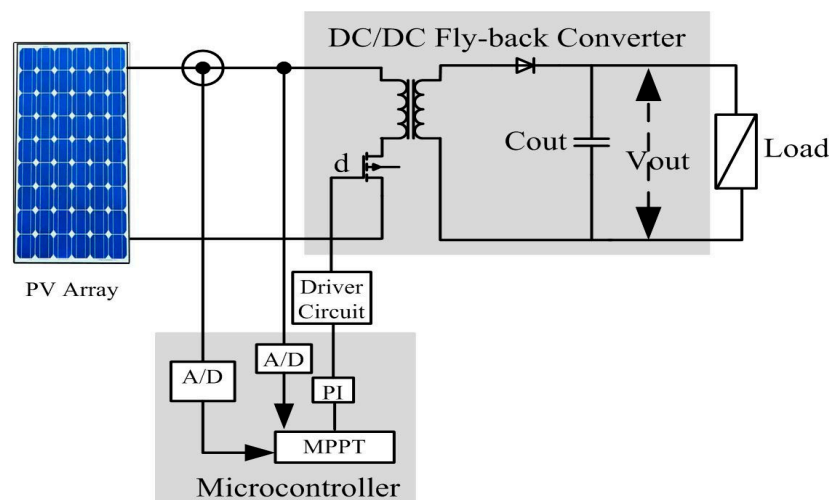 DC/DC Fly-back Converter
d
Cout
Vout
Load
PV Array
Driver
Circuit
A/D
A/D
PI
MPPT
Microcontroller